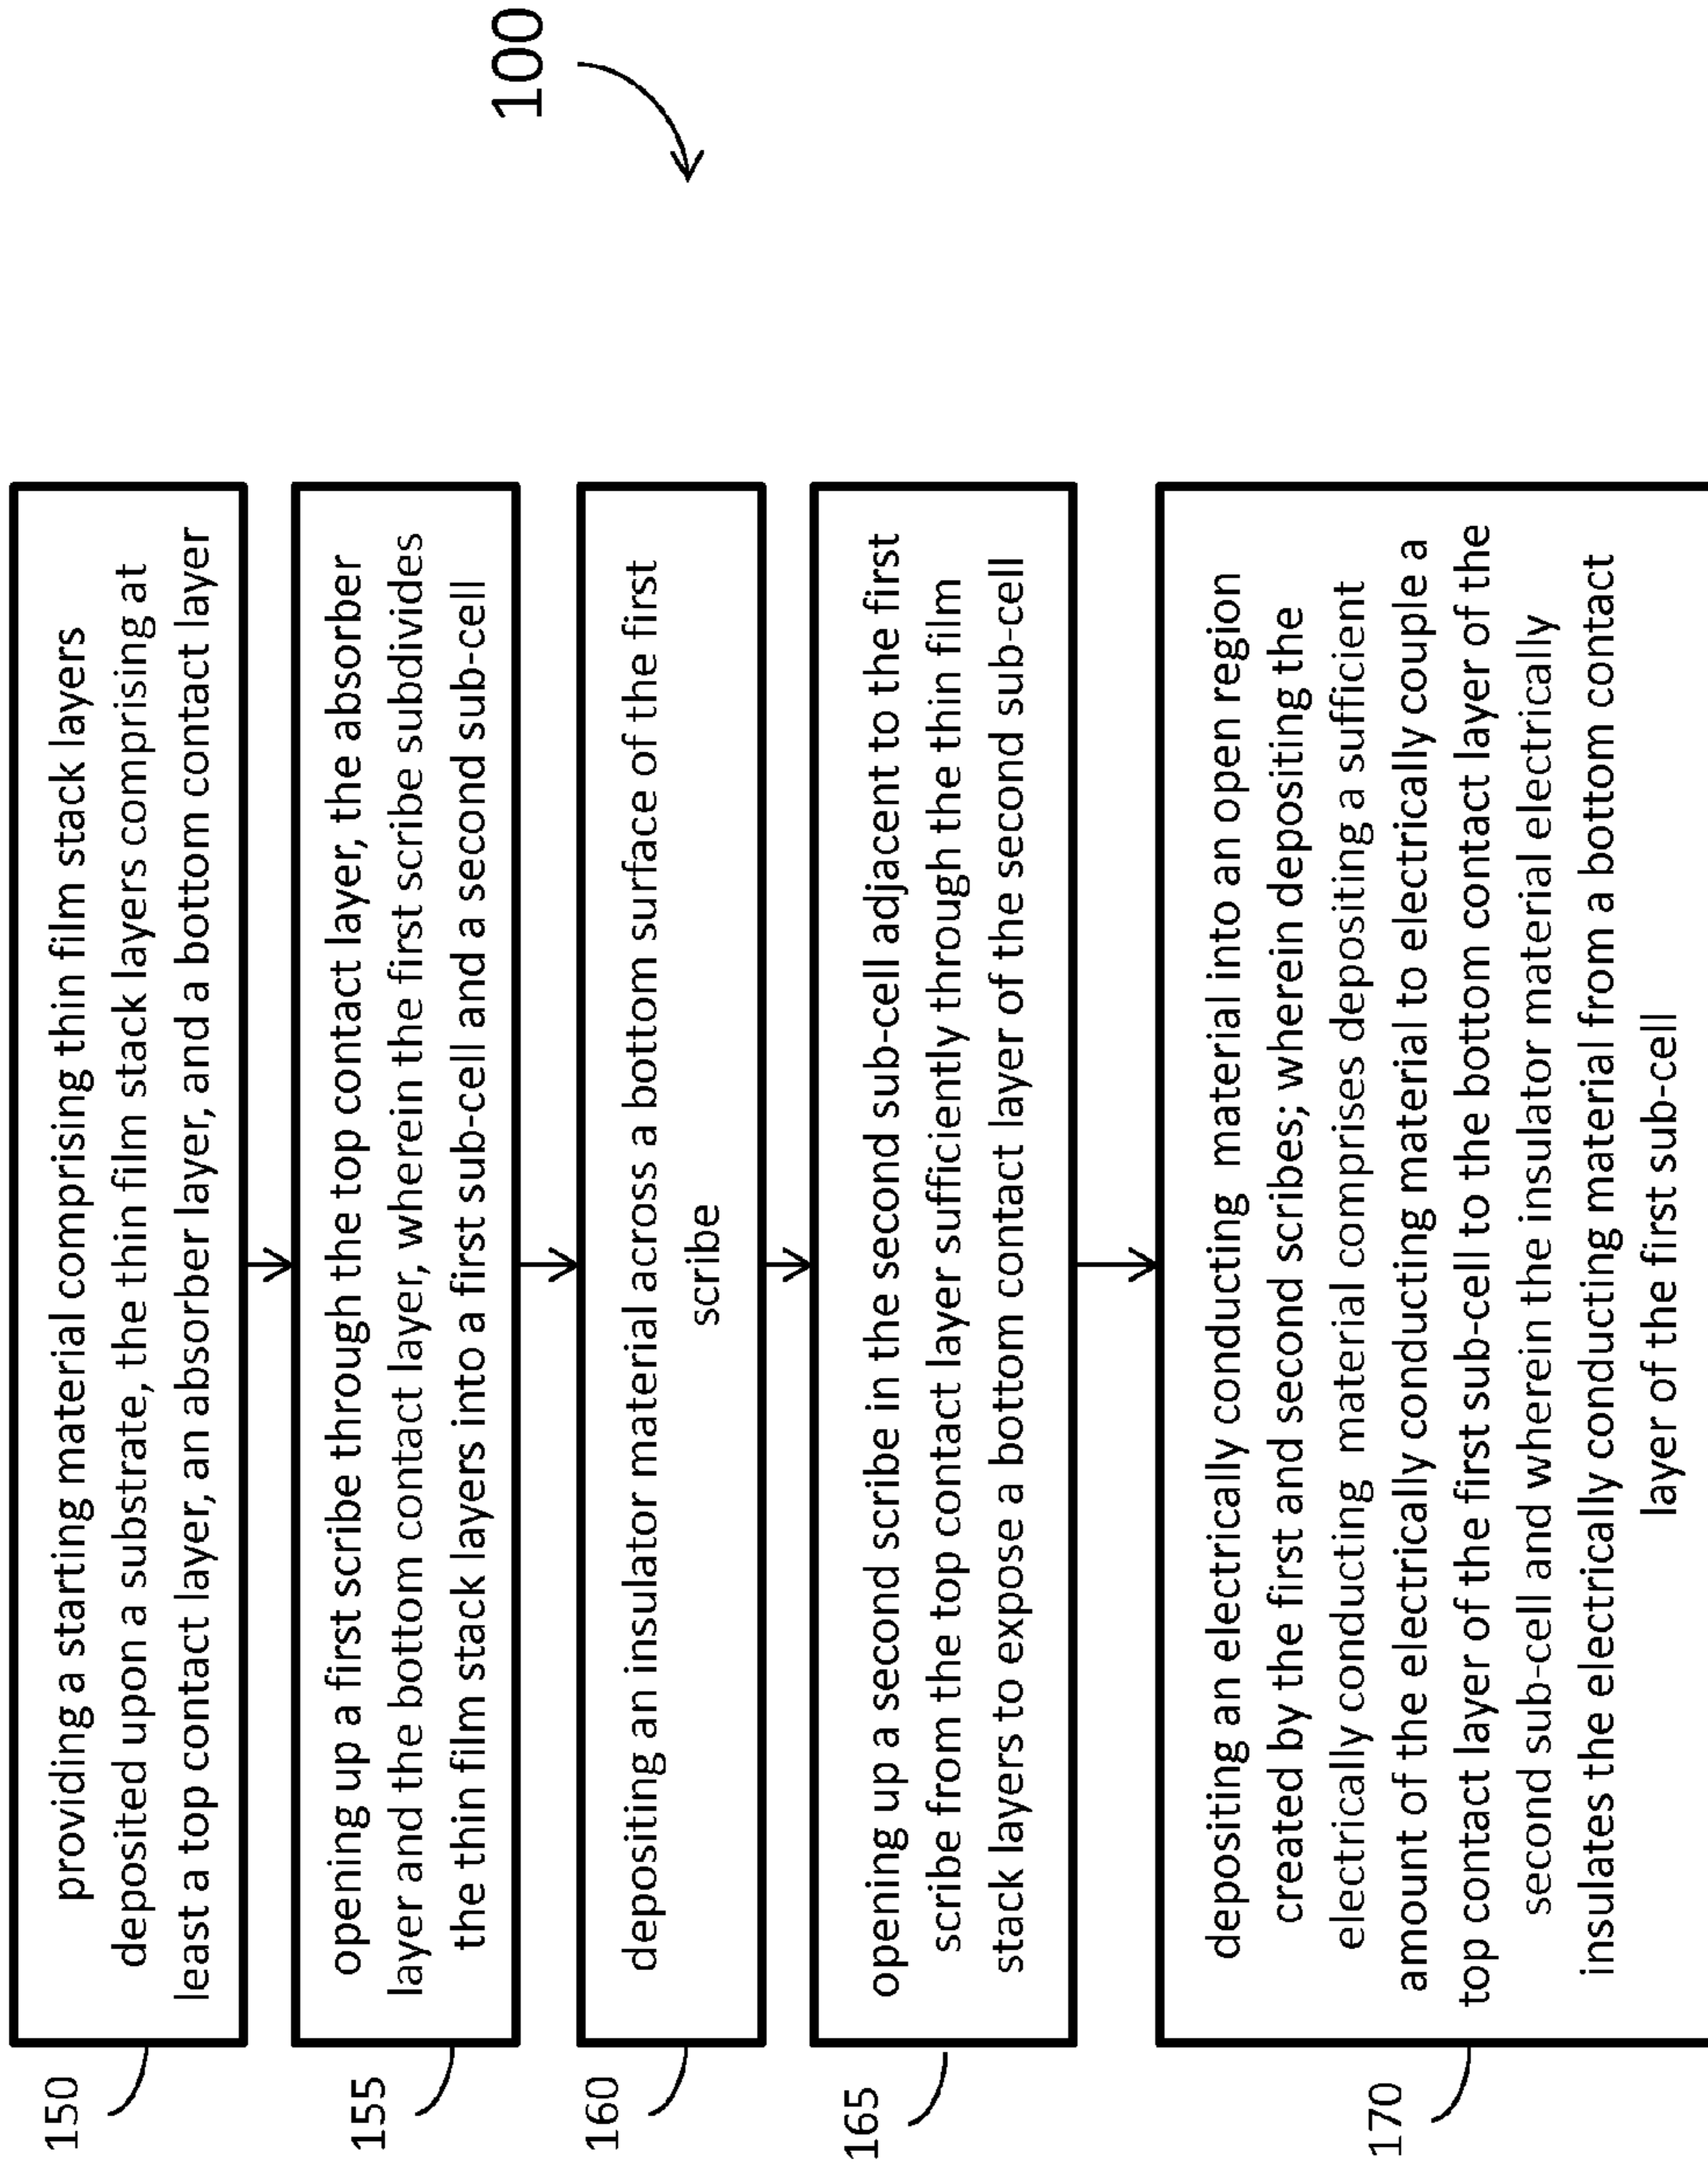 100
150
providing a starting material comprising thin film stack layers
deposited upon a substrate, the thin film stack layers comprising at
least a top contact layer, an absorber layer, and a bottom contact layer
155
opening up a first scribe through the top contact layer, the absorber
layer and the bottom contact layer, wherein the first scribe subdivides
the thin film stack layers into a first sub-cell and a second sub-cell
160
depositing an insulator material across a bottom surface of the first
scribe
165
opening up a second scribe in the second sub-cell adjacent to the first
scribe from the top contact layer sufficiently through the thin film
stack layers to expose a bottom contact layer of the second sub-cell
170
depositing an electrically conducting material into an open region
created by the first and second scribes; wherein depositing the
electrically conducting material comprises depositing a sufficient
amount of the electrically conducting material to electrically couple a
top contact layer of the first sub-cell to the bottom contact layer of the
second sub-cell and wherein the insulator material electrically
insulates the electrically conducting material from a bottom contact
layer of the first sub-cell